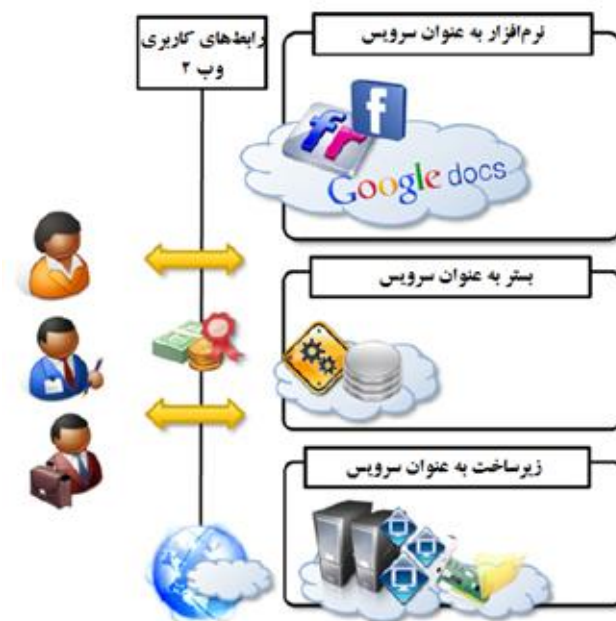 نرم‌افزار به عنوان سرویس
رابط‌های کاربری
وب ۲
f
fr
Google docs
بستر به عنوان سرویس
زیرساخت به عنوان سرویس